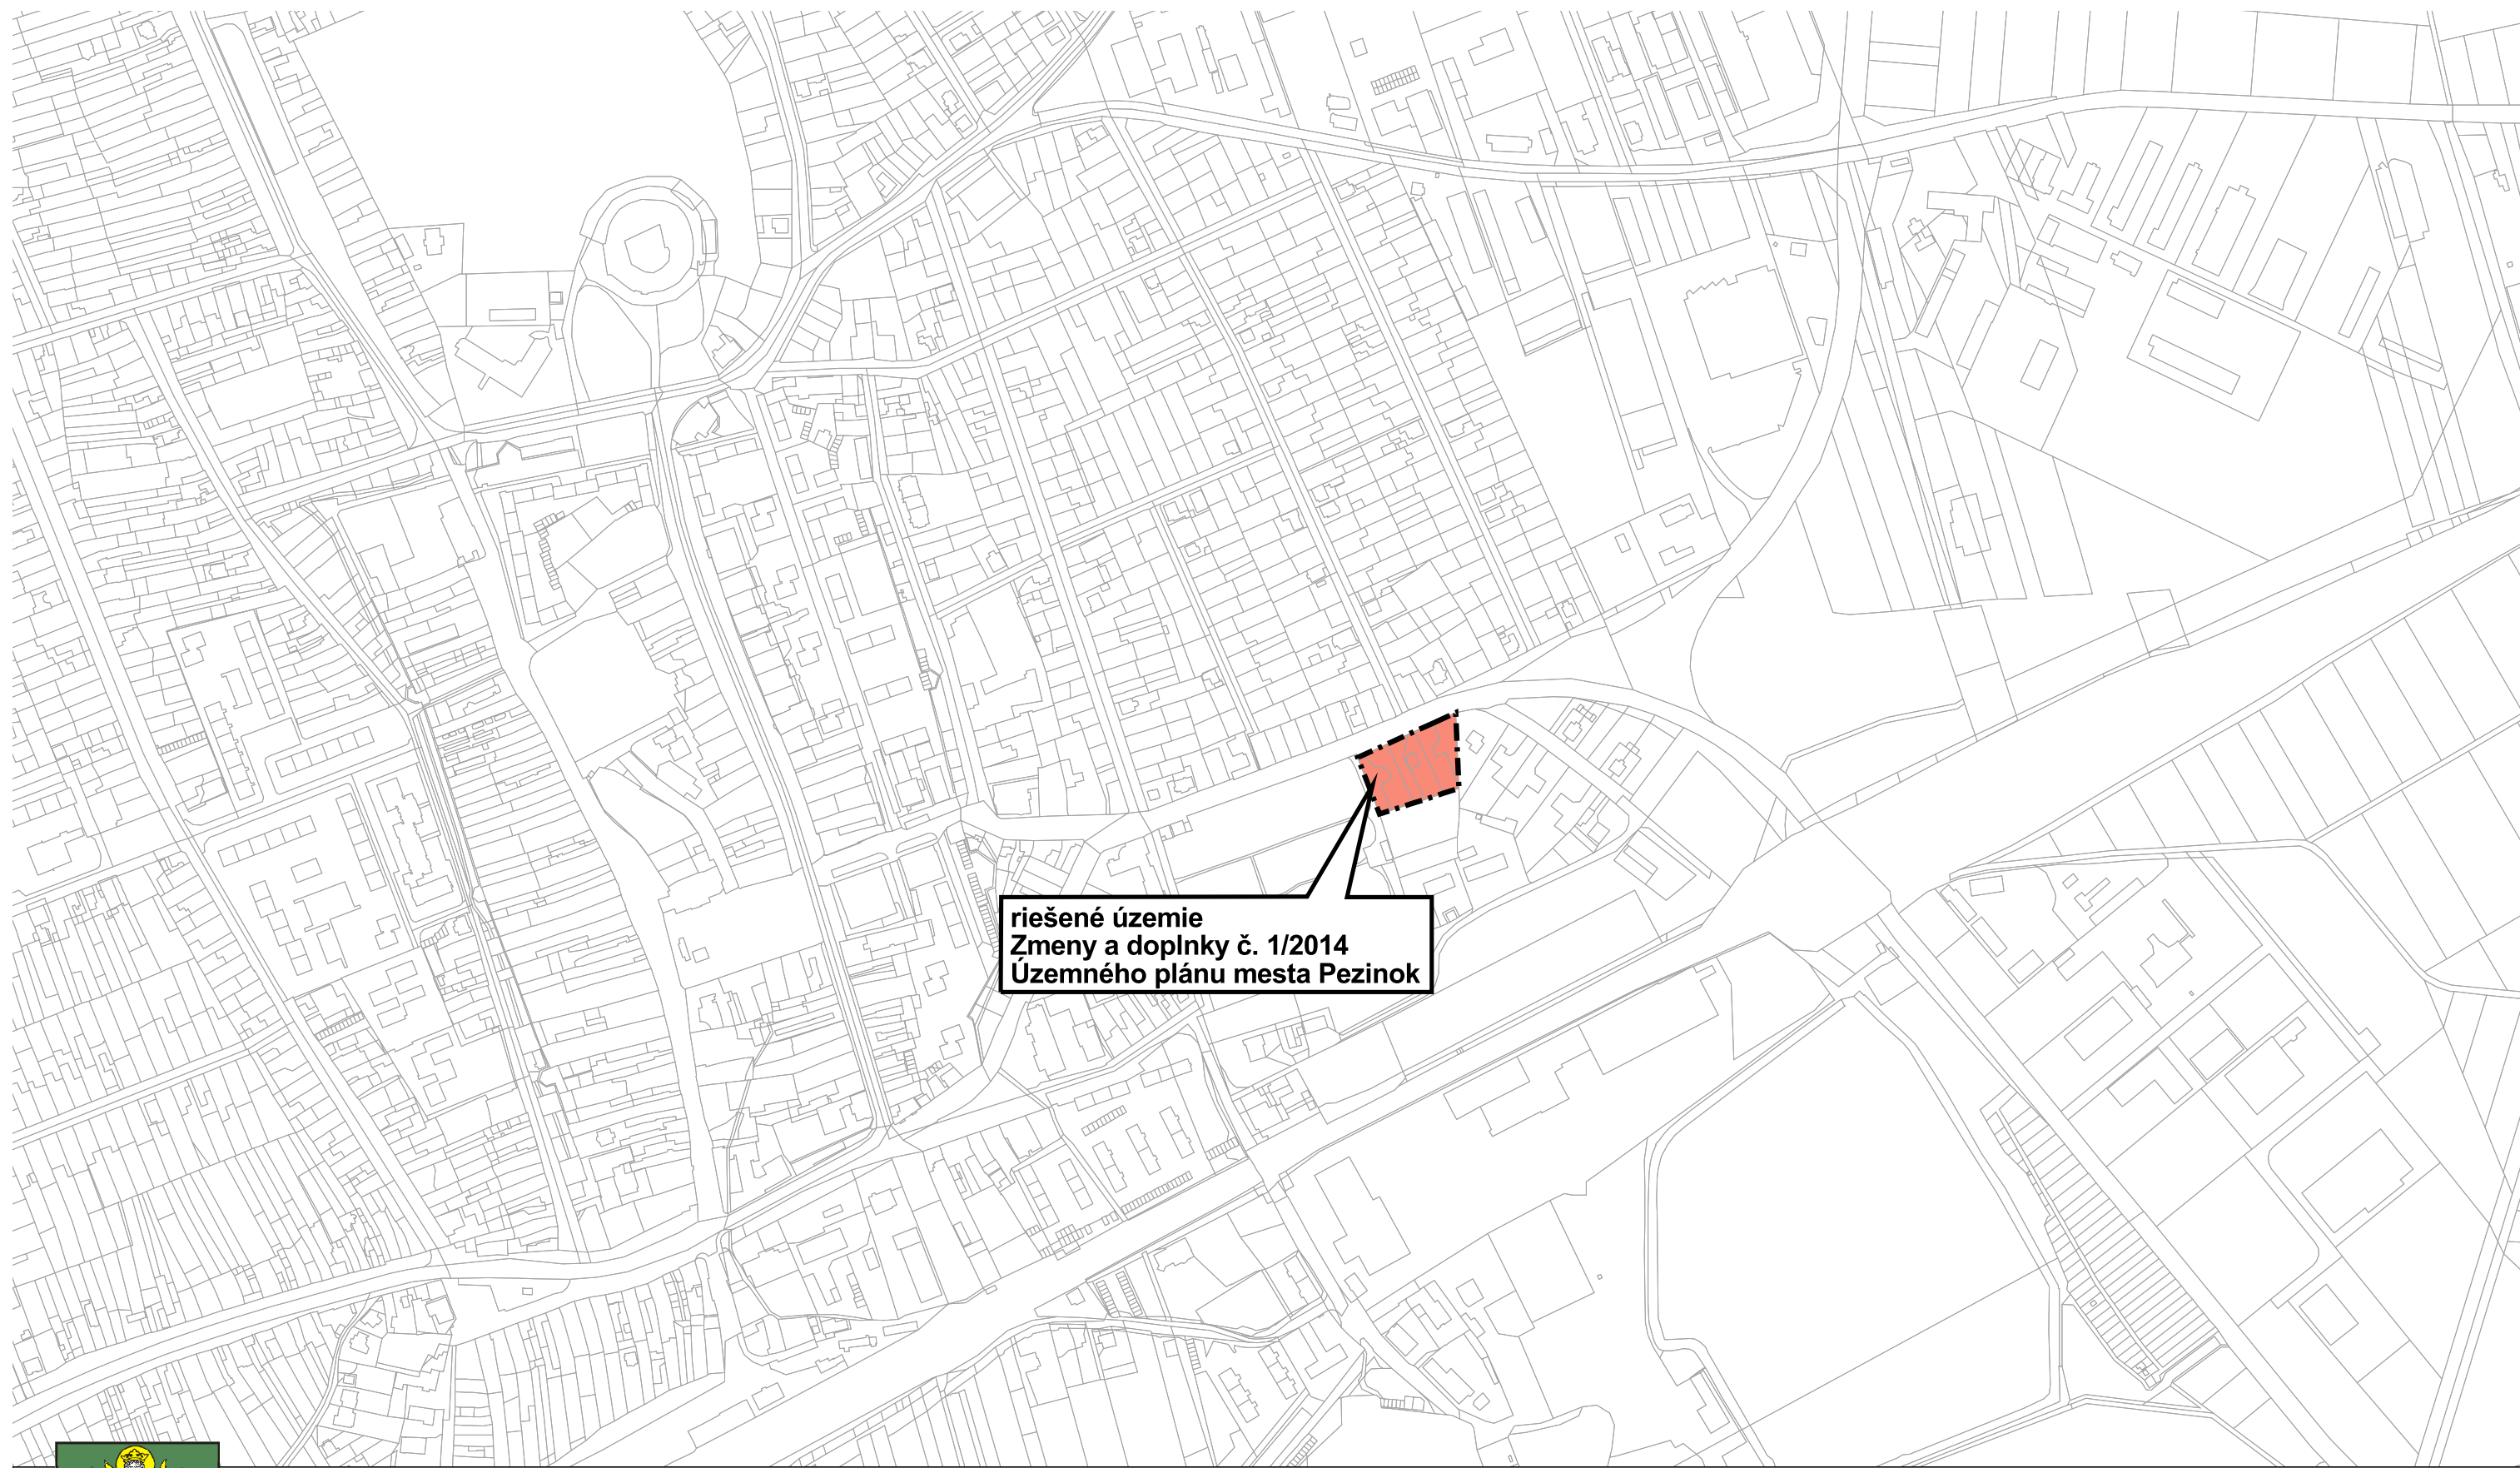 riešené územie
Zmeny a doplnky č. 1/2014
Územného plánu mesta Pezinok